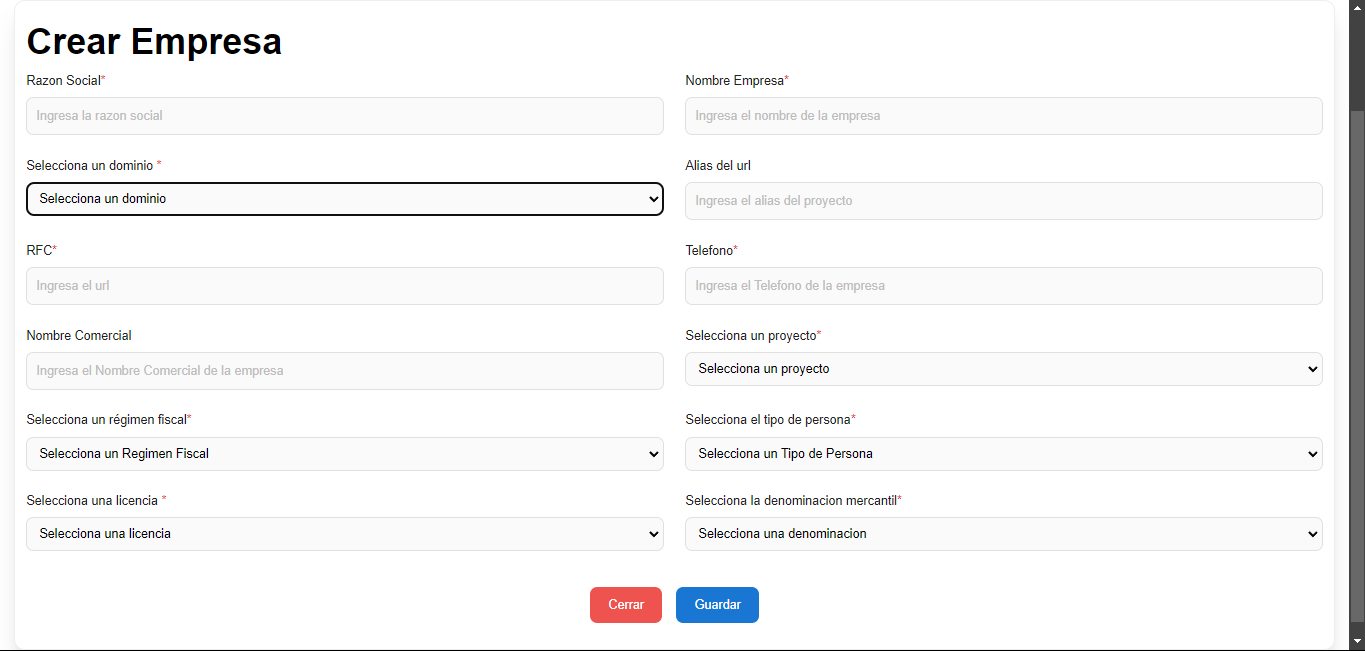 Crear Empresa
Razon Social* Nombre Empresa*
Ingresa la razon social Ingresa el nombre de la empresa
Selecciona un dominio * Alias del url
Selecciona un dominio Ingresa el alias del proyecto
RFC* Telefono*
Ingresa el url Ingresa el Telefono de la empresa
Nombre Comercial Selecciona un proyecto*
Ingresa el Nombre Comercial de la empresa Selecciona un proyecto
Selecciona un régimen fiscal* Selecciona el tipo de persona*
Selecciona un Regimen Fiscal Selecciona un Tipo de Persona
Selecciona una licencia * Selecciona la denominacion mercantil*
Selecciona una licencia Selecciona una denominacion
Cerrar Guardar